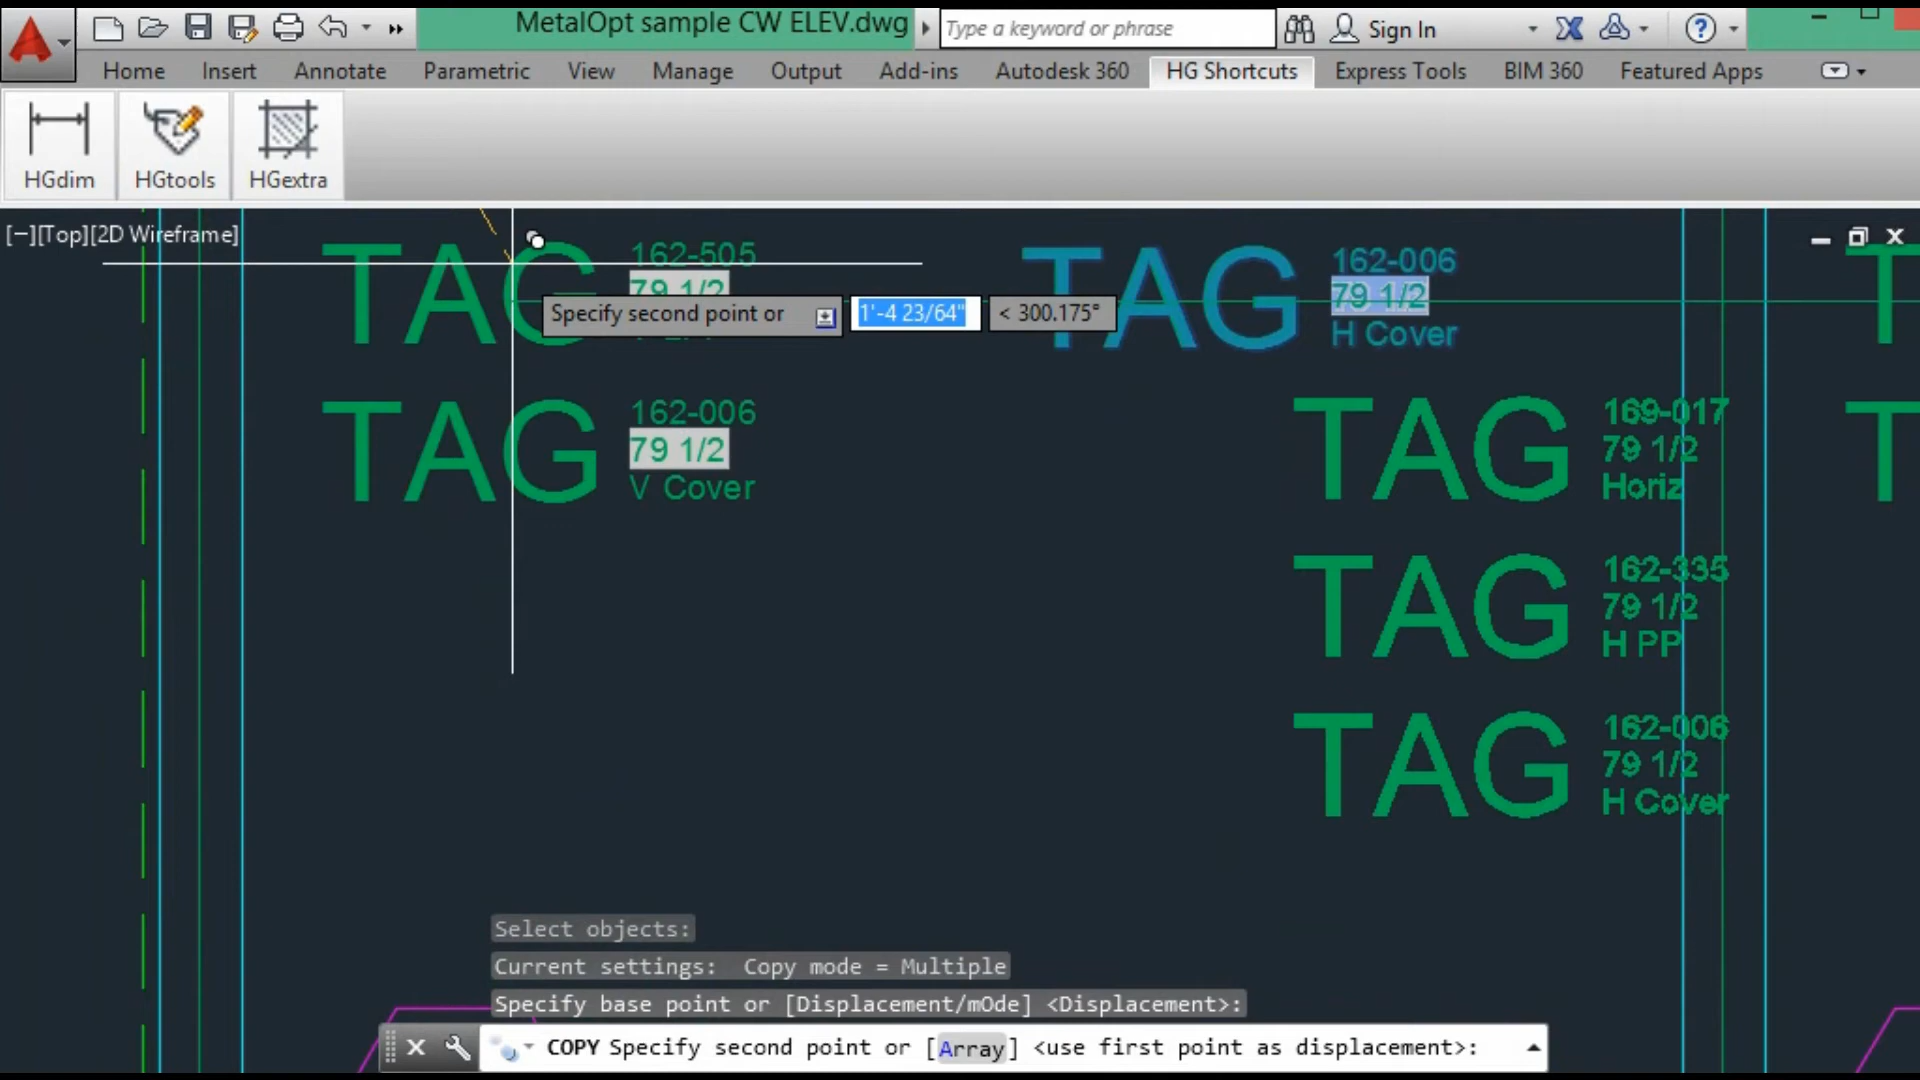 MetalOpt sample CW ELEV.dwg
Type a keyword or phrase
Sign In
Home Insert Annotate Parametric View Manage Output Add-ins Autodesk 360 HG Shortcuts Express Tools BIM 360 Featured Apps
HGdim HGtools HGextra
[−][Top][2D Wireframe]
TAG
162-505
79 1/2
TAG
162-006
79 1/2
H Cover
Specify second point or
1'-4 23/64"
< 300.175°
TAG
162-006
79 1/2
V Cover
TAG
169-017
79 1/2
Horiz
TAG
162-335
79 1/2
H PP
TAG
162-006
79 1/2
H Cover
Select objects:
Current settings: Copy mode = Multiple
Specify base point or [Displacement/mOde] <Displacement>:
COPY Specify second point or [Array] <use first point as displacement>: